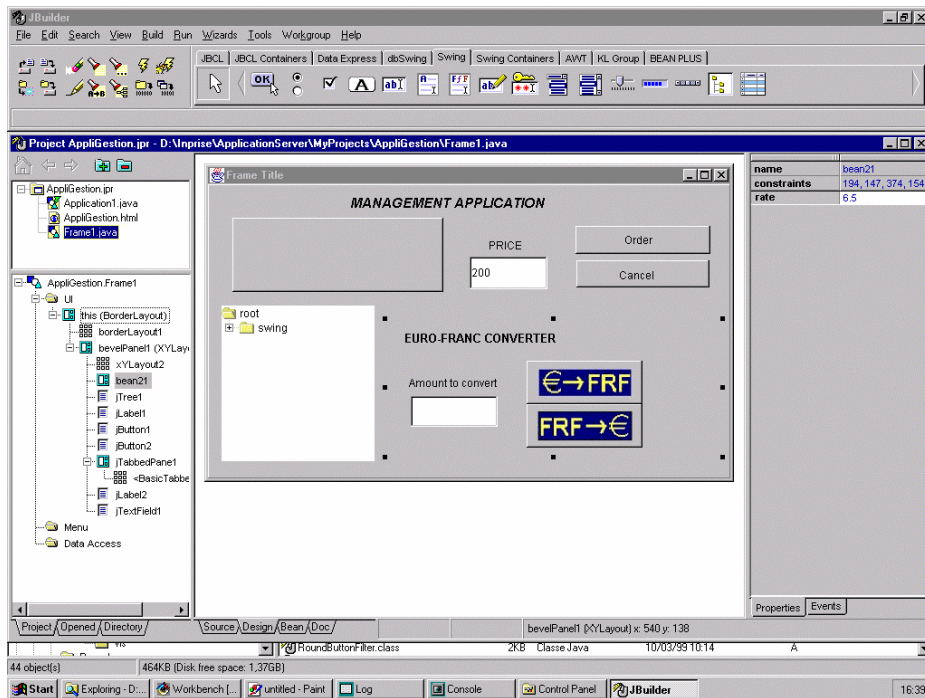 JBuilder
File Edit Search View Build Run Wizards Tools Workgroup Help
JBCL JBCL Containers Data Express dbSwing Swing Swing Containers AWT KL Group BEAN PLUS
OK
Project AppliGestion.jpr - D:\Inprise\ApplicationServer\MyProjects\AppliGestion\Frame1.java
AppliGestion.jpr
Application1.java
AppliGestion.html
Frame1.java
AppliGestion.Frame1
UI
this (BorderLayout)
borderLayout1
bevelPanel1 (XYLay
xYLayout2
bean21
jTree1
jLabel1
jButton1
jButton2
jTabbedPane1
<BasicTabbe
jLabel2
jTextField1
Menu
Data Access
Project Opened Directory
Frame Title
MANAGEMENT APPLICATION
PRICE
200
Order
Cancel
root
swing
EURO-FRANC CONVERTER
Amount to convert
€→FRF
FRF→€
name bean21
constraints 194, 147, 374, 154
rate 6.5
Properties Events
Source Design Bean Doc
bevelPanel1 (XYLayout) x: 540 y: 138
RoundButtonFilter.class 2KB Classe Java 10/03/99 10:14 A
44 object(s) 464KB (Disk free space: 1,37GB)
Start Exploring - D:... Workbench [... untitled - Paint Log Console Control Panel JBuilder 16:39